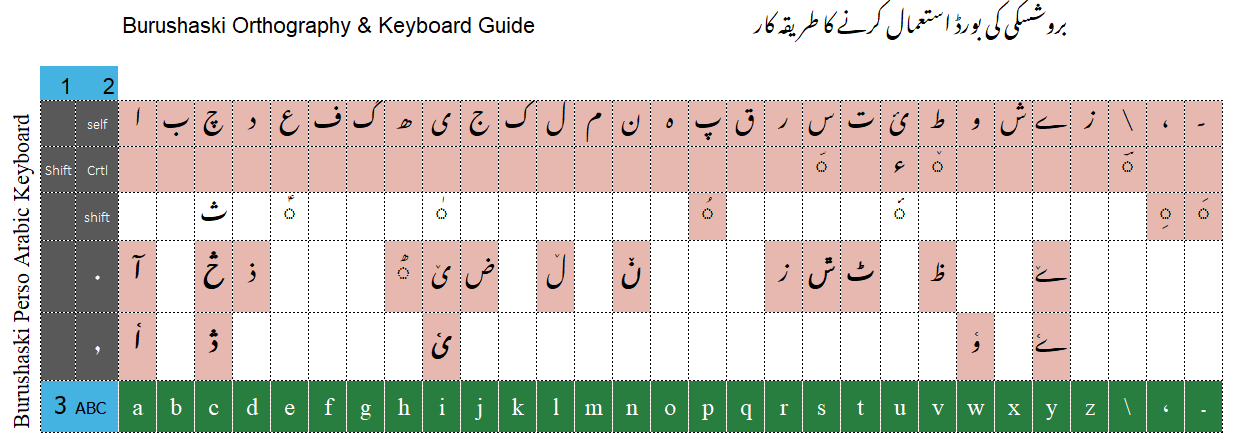 Burushaski Orthography & Keyboard Guide
بروشسکی کی بورڈ استعمال کرنے کا طریقہ کار
Burushaski Perso Arabic Keyboard
1 2
self ا ب چ د ع ف گ ھ ی ج ک ل م ن ہ پ ق ر س ت ئ ط و ش ے ز \ ، ۔
Shift Crtl ء
shift ث
. آ ذ ض ز ٹ ظ
, أ
3 ABC a b c d e f g h i j k l m n o p q r s t u v w x y z \ , .